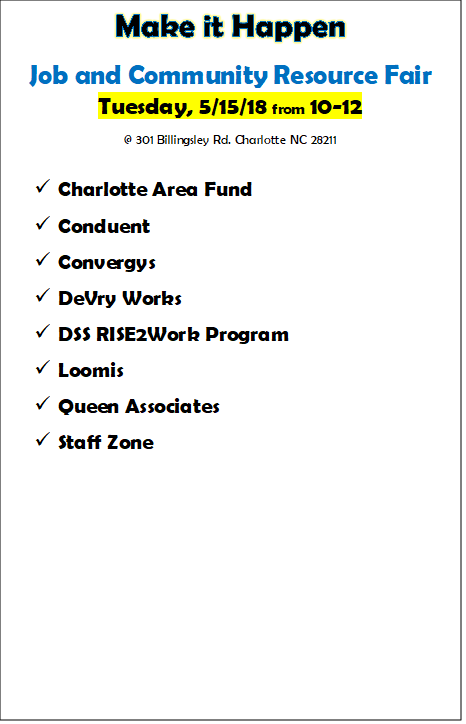 Make it Happen
Job and Community Resource Fair
Tuesday, 5/15/18 from 10-12
@ 301 Billingsley Rd. Charlotte NC 28211
✓ Charlotte Area Fund
✓ Conduent
✓ Convergys
✓ DeVry Works
✓ DSS RISE2Work Program
✓ Loomis
✓ Queen Associates
✓ Staff Zone